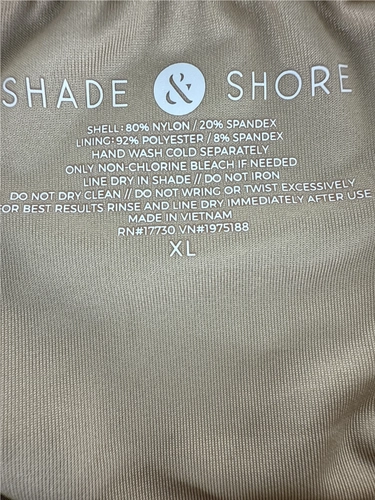 SHADE & SHORE
SHELL: 80% NYLON / 20% SPANDEX
LINING: 92% POLYESTER / 8% SPANDEX
HAND WASH COLD SEPARATELY
ONLY NON-CHLORINE BLEACH IF NEEDED
LINE DRY IN SHADE // DO NOT IRON
DO NOT DRY CLEAN // DO NOT WRING OR TWIST EXCESSIVELY
FOR BEST RESULTS RINSE AND LINE DRY IMMEDIATELY AFTER USE
MADE IN VIETNAM
RN#17730 VN#1975188
XL